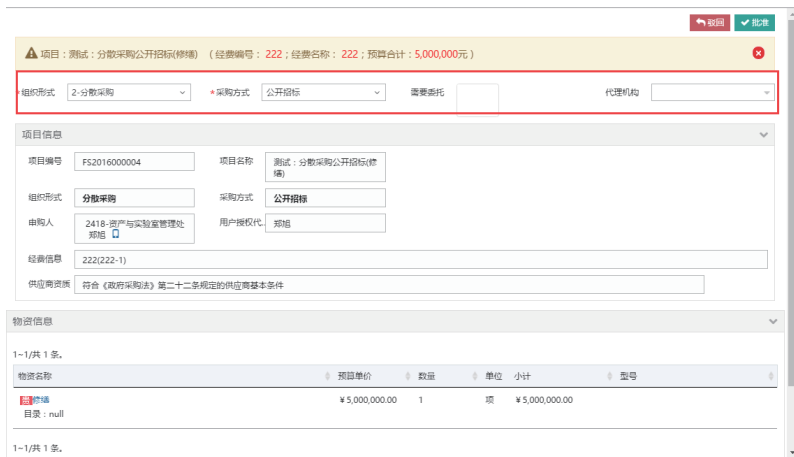 驳回 批准
项目：测试：分散采购公开招标(修缮) （ 经费编号： 222；经费名称： 222；预算合计：5,000,000元 ）
*组织形式 2-分散采购 *采购方式 公开招标 需要委托 代理机构
项目信息
项目编号 FS2016000004 项目名称 测试：分散采购公开招标(修
缮)
组织形式 分散采购 采购方式 公开招标
申购人 2418-资产与实验室管理处 用户授权代.. 郑旭
郑旭
经费信息 222(222-1)
供应商资质 符合《政府采购法》第二十二条规定的供应商基本条件
物资信息
1~1/共 1 条。
物资名称 预算单价 数量 单位 小计 型号
修缮 ￥5,000,000.00 1 项 ￥5,000,000.00
目录：null
1~1/共 1 条。